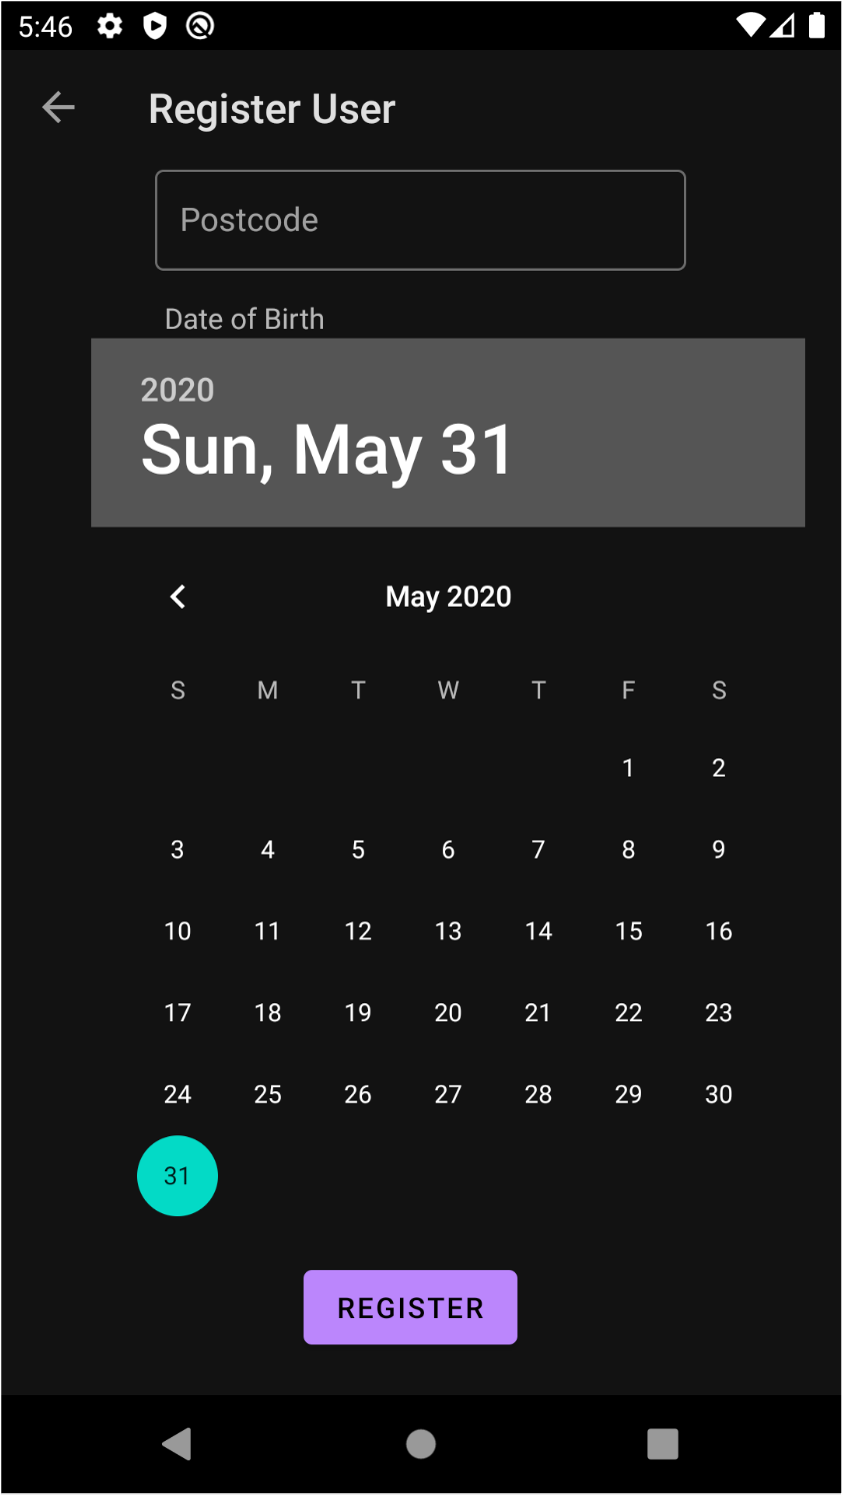 5:46
Register User
Postcode
Date of Birth
2020
Sun, May 31
May 2020
S M T W T F S
1 2
3 4 5 6 7 8 9
10 11 12 13 14 15 16
17 18 19 20 21 22 23
24 25 26 27 28 29 30
31
REGISTER